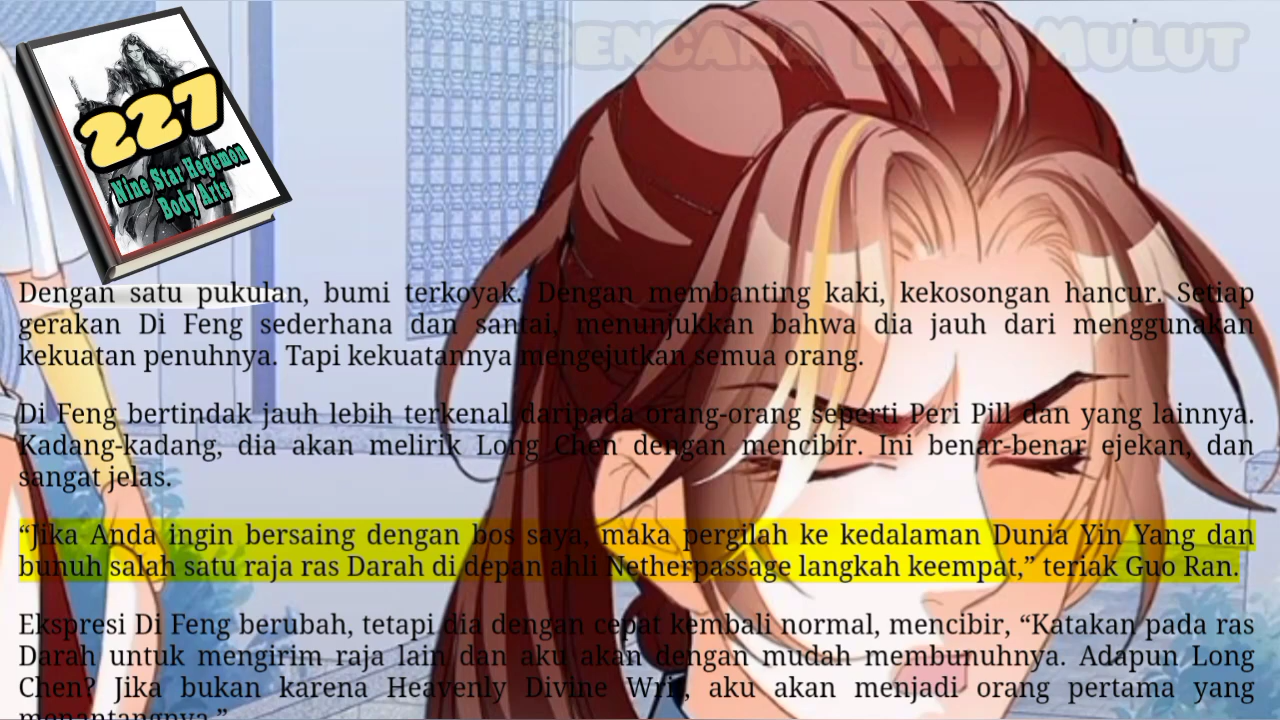 RENCANA DARI MULUT
227
Nine Star Hegemon
Body Arts
Dengan satu pukulan, bumi terkoyak. Dengan membanting kaki, kekosongan hancur. Setiap
gerakan Di Feng sederhana dan santai, menunjukkan bahwa dia jauh dari menggunakan
kekuatan penuhnya. Tapi kekuatannya mengejutkan semua orang.
Di Feng bertindak jauh lebih terkenal daripada orang-orang seperti Peri Pill dan yang lainnya.
Kadang-kadang, dia akan melirik Long Chen dengan mencibir. Ini benar-benar ejekan, dan
sangat jelas.
“Jika Anda ingin bersaing dengan bos saya, maka pergilah ke kedalaman Dunia Yin Yang dan
bunuh salah satu raja ras Darah di depan ahli Netherpassage langkah keempat,” teriak Guo Ran.
Ekspresi Di Feng berubah, tetapi dia dengan cepat kembali normal, mencibir, “Katakan pada ras
Darah untuk mengirim raja lain dan aku akan dengan mudah membunuhnya. Adapun Long
Chen? Jika bukan karena Heavenly Divine Writ, aku akan menjadi orang pertama yang
menantangnya.”